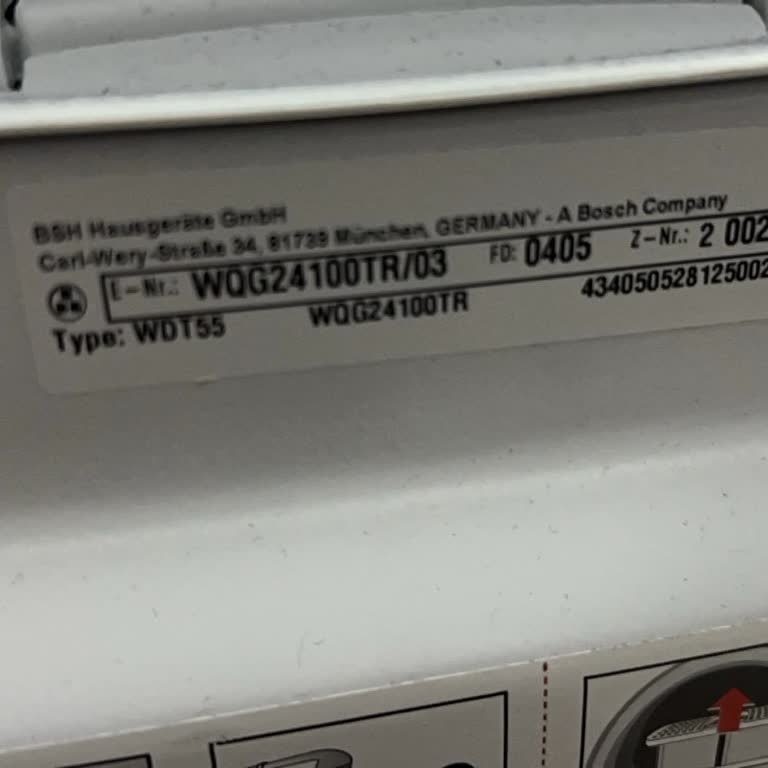 BSH Hausgeräte GmbH
Carl-Wery-Straße 34, 81739 München, GERMANY - A Bosch Company
E-Nr.: WQG24100TR/03 FD: 0405 Z-Nr.: 2 002
Type: WDT55 WQG24100TR 434050528125002